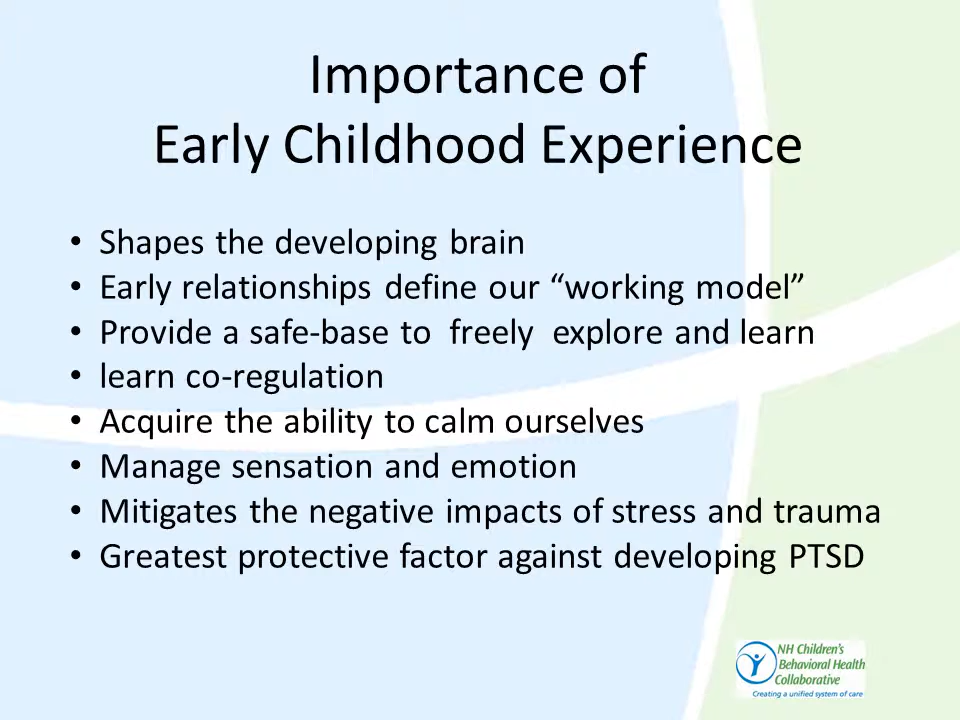 Importance of
Early Childhood Experience
• Shapes the developing brain
• Early relationships define our “working model”
• Provide a safe-base to  freely  explore and learn
• learn co-regulation
• Acquire the ability to calm ourselves
• Manage sensation and emotion
• Mitigates the negative impacts of stress and trauma
• Greatest protective factor against developing PTSD
NH Children's
Behavioral Health
Collaborative
Creating a unified system of care